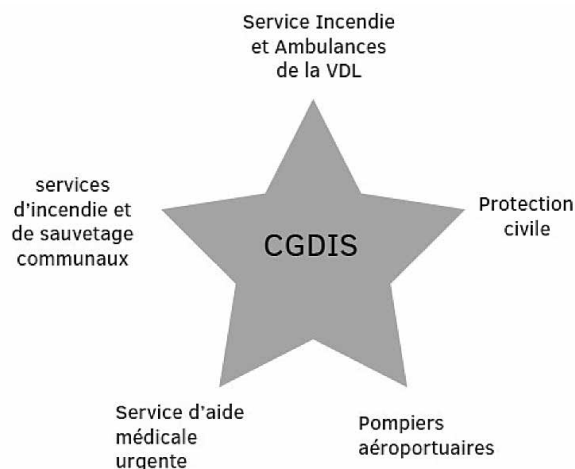 Service Incendie
et Ambulances
de la VDL
services
d'incendie et
de sauvetage
communaux
Protection
civile
CGDIS
Service d'aide
médicale
urgente
Pompiers
aéroportuaires